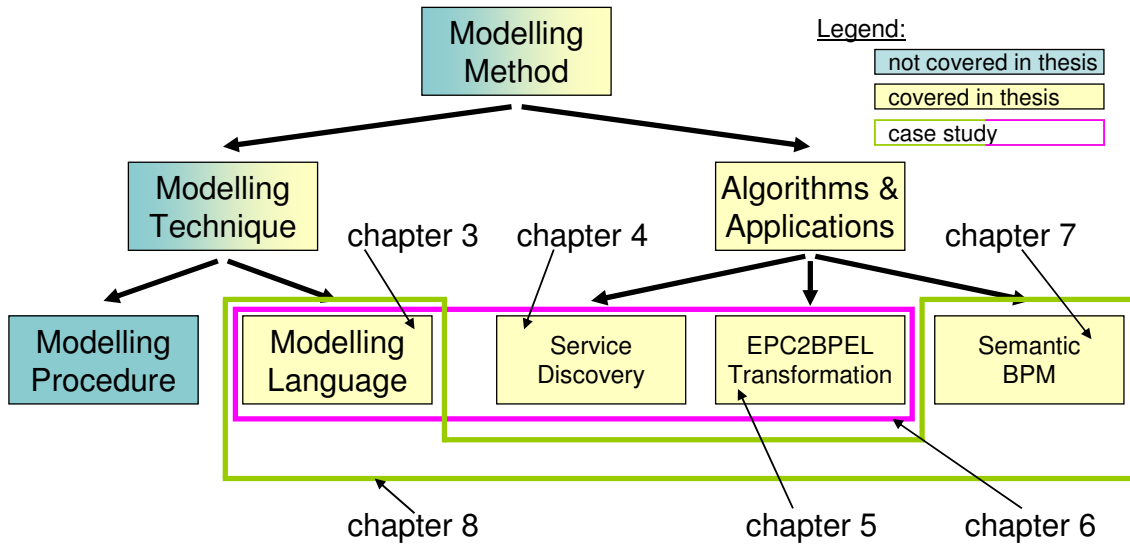 Modelling
Method
Legend:
not covered in thesis
covered in thesis
case study
Modelling
Technique
Algorithms &
Applications
chapter 3
chapter 4
chapter 7
Modelling
Procedure
Modelling
Language
Service
Discovery
EPC2BPEL
Transformation
Semantic
BPM
chapter 8
chapter 5
chapter 6